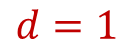 d = 1